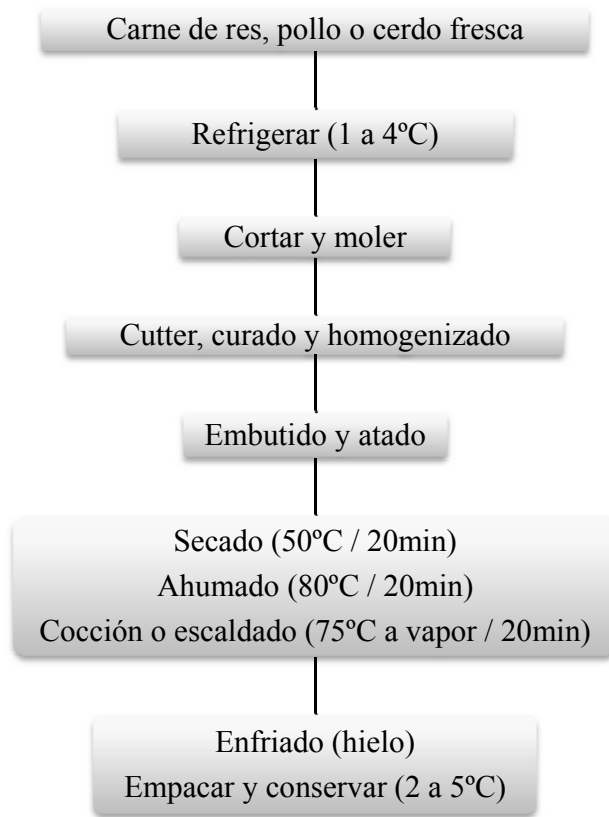 Carne de res, pollo o cerdo fresca
Refrigerar (1 a 4ºC)
Cortar y moler
Cutter, curado y homogenizado
Embutido y atado
Secado (50ºC / 20min)
Ahumado (80ºC / 20min)
Cocción o escaldado (75ºC a vapor / 20min)
Enfriado (hielo)
Empacar y conservar (2 a 5ºC)